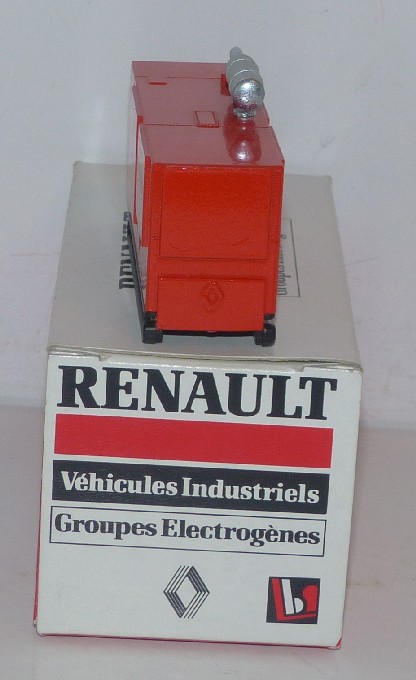 RENAULT
Véhicules Industriels
Groupes Electrogènes